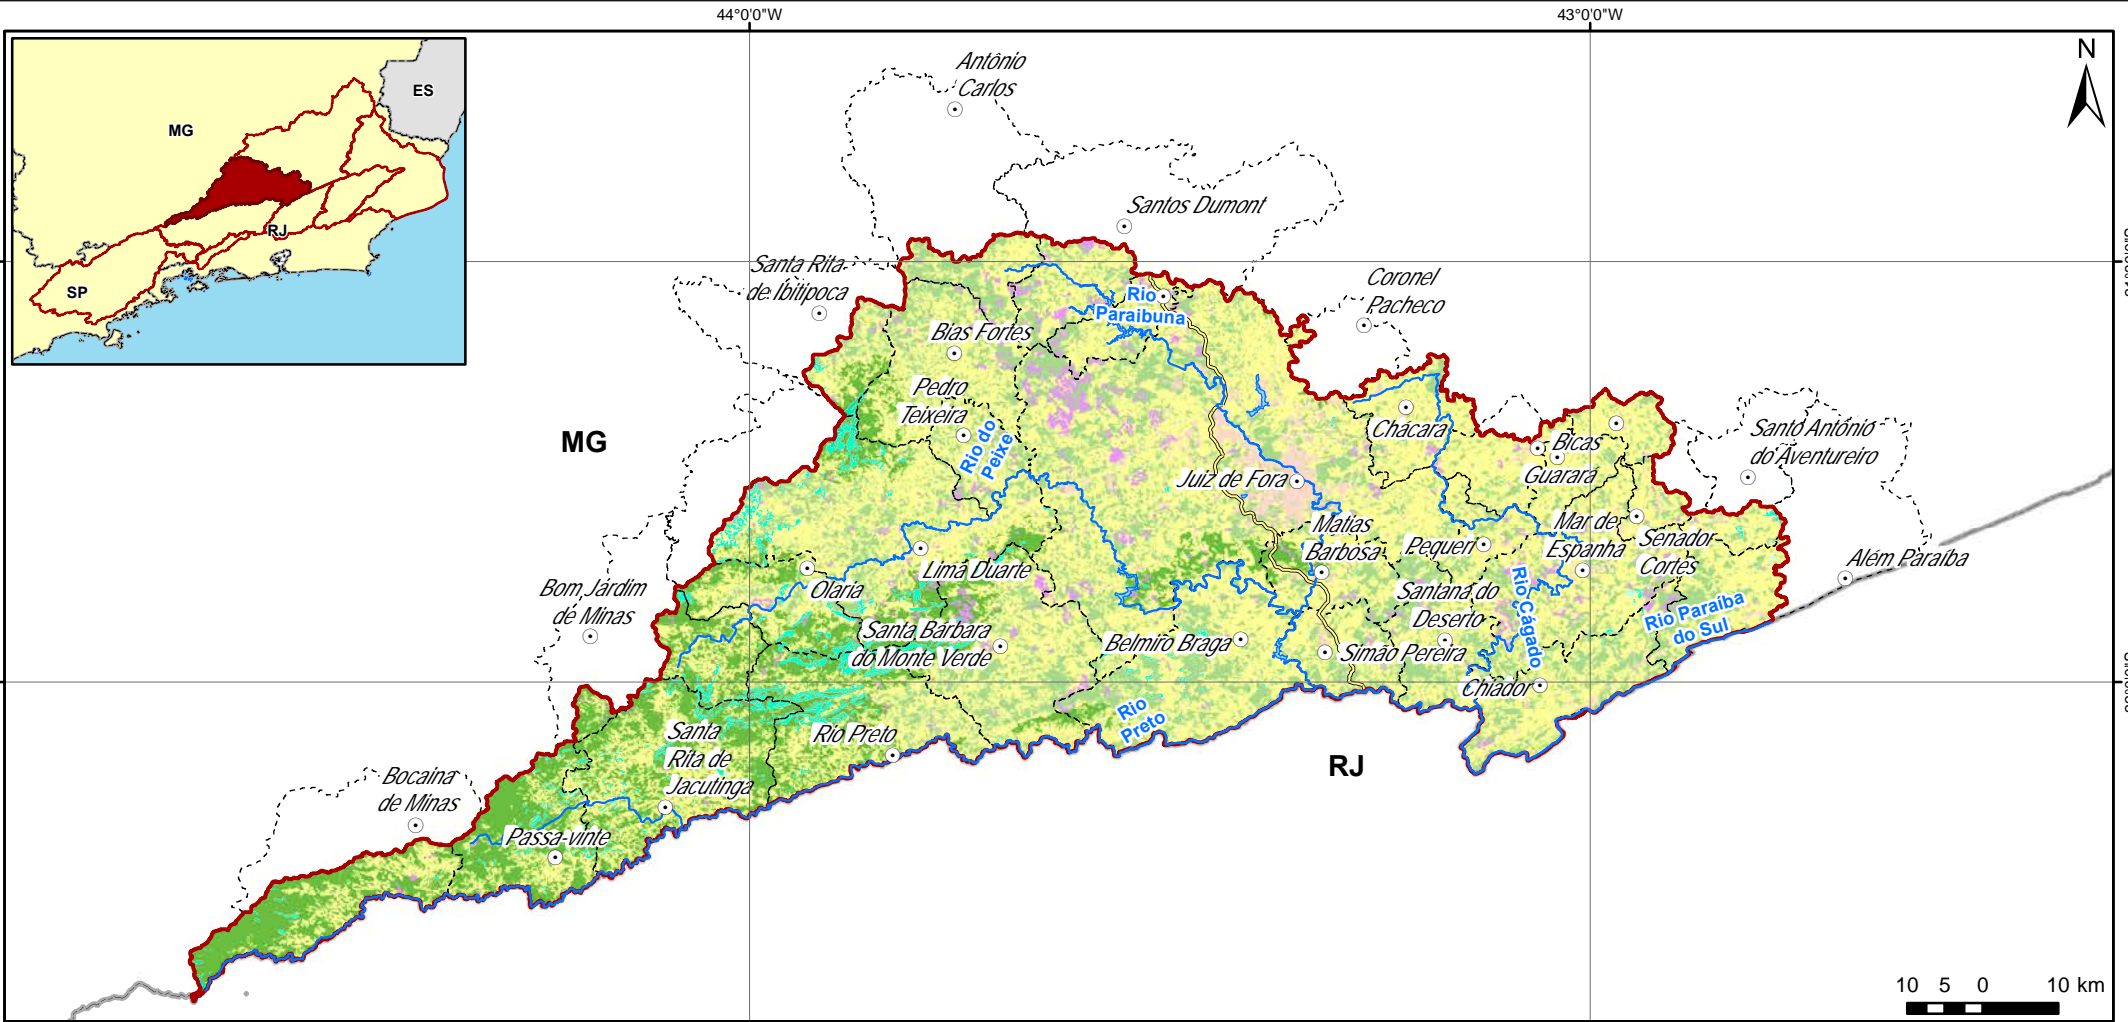 44°0'0"W
43°0'0"W
N
ES
MG
RJ
SP
Antônio
Carlos
Santos Dumont
Santa Rita
de Ibitipoca
Coronel
Pacheco
Rio
Paraibuna
Bias Fortes
Pedro
Teixeira
Rio do
Peixe
Chácara
Bicas
Guarará
Santo Antônio
do Aventureiro
MG
Juiz de Fora
Matias
Barbosa
Pequeri
Mar de
Espanha
Senador
Cortes
Além Paraíba
Lima Duarte
Olaria
Bom Jardim
de Minas
Santana do
Deserto
Rio Cágado
Rio Paraíba
do Sul
Santa Bárbara
do Monte Verde
Belmiro Braga
Simão Pereira
Chiador
Rio
Preto
Santa
Rita de
Jacutinga
Rio Preto
RJ
Bocaina
de Minas
Passa-vinte
10 5 0 10 km